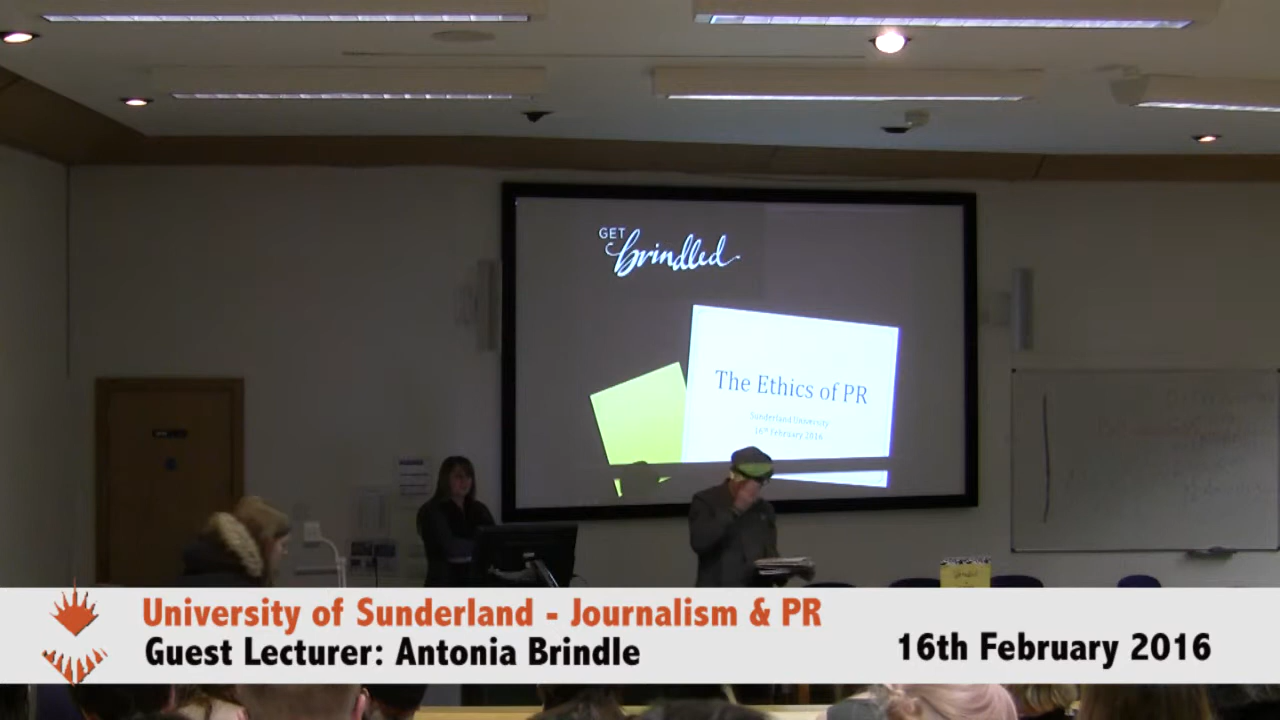 GET
brindled.
The Ethics of PR
Sunderland University
16th February 2016
University of Sunderland - Journalism & PR
Guest Lecturer: Antonia Brindle
16th February 2016